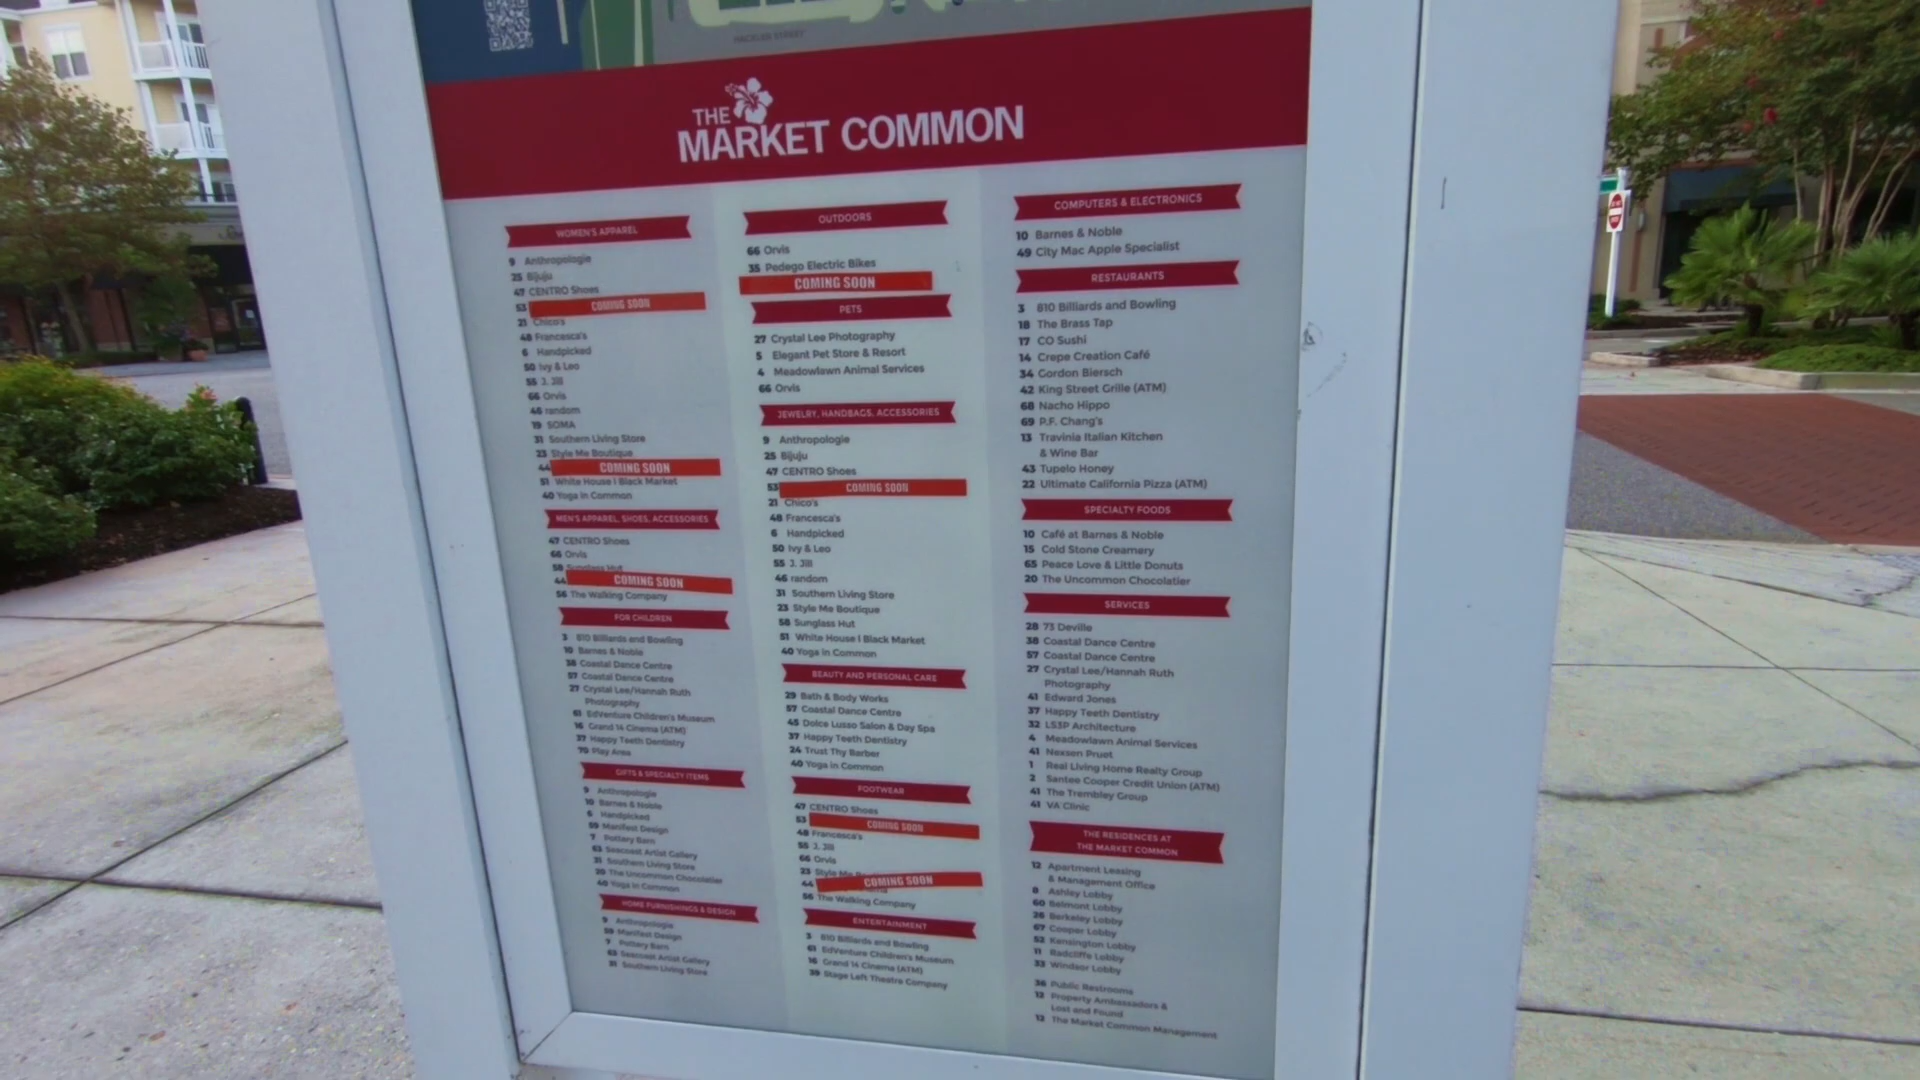 THE
MARKET COMMON
WOMEN'S APPAREL
9 Anthropologie
25 Bijuju
47 CENTRO Shoes
53 COMING SOON
21 Chico's
48 Francesca's
6 Handpicked
50 Ivy & Leo
55 J. Jill
66 Orvis
46 random
19 SOMA
31 Southern Living Store
23 Style Me Boutique
44 COMING SOON
51 White House | Black Market
40 Yoga in Common
MEN'S APPAREL, SHOES, ACCESSORIES
47 CENTRO Shoes
66 Orvis
58 Sunglass Hut
44 COMING SOON
56 The Walking Company
FOR CHILDREN
3 810 Billiards and Bowling
10 Barnes & Noble
38 Coastal Dance Centre
57 Coastal Dance Centre
27 Crystal Lee/Hannah Ruth
Photography
61 EdVenture Children's Museum
16 Grand 14 Cinema (ATM)
37 Happy Teeth Dentistry
70 Play Area
GIFTS & SPECIALTY ITEMS
9 Anthropologie
10 Barnes & Noble
6 Handpicked
59 Manifest Design
7 Pottery Barn
63 Seacoast Artist Gallery
31 Southern Living Store
20 The Uncommon Chocolatier
40 Yoga in Common
HOME FURNISHINGS & DESIGN
9 Anthropologie
59 Manifest Design
7 Pottery Barn
63 Seacoast Artist Gallery
31 Southern Living Store
OUTDOORS
66 Orvis
35 Pedego Electric Bikes
COMING SOON
PETS
27 Crystal Lee Photography
5 Elegant Pet Store & Resort
4 Meadowlawn Animal Services
66 Orvis
JEWELRY, HANDBAGS, ACCESSORIES
9 Anthropologie
25 Bijuju
47 CENTRO Shoes
53 COMING SOON
21 Chico's
48 Francesca's
6 Handpicked
50 Ivy & Leo
55 J. Jill
46 random
31 Southern Living Store
23 Style Me Boutique
58 Sunglass Hut
51 White House | Black Market
40 Yoga in Common
BEAUTY AND PERSONAL CARE
29 Bath & Body Works
57 Coastal Dance Centre
45 Dolce Lusso Salon & Day Spa
37 Happy Teeth Dentistry
24 Trust Thy Barber
40 Yoga in Common
FOOTWEAR
47 CENTRO Shoes
53 COMING SOON
48 Francesca's
55 J. Jill
66 Orvis
23 Style Me
44 COMING SOON
56 The Walking Company
ENTERTAINMENT
3 810 Billiards and Bowling
61 EdVenture Children's Museum
16 Grand 14 Cinema (ATM)
39 Stage Left Theatre Company
COMPUTERS & ELECTRONICS
10 Barnes & Noble
49 City Mac Apple Specialist
RESTAURANTS
3 810 Billiards and Bowling
18 The Brass Tap
17 CO Sushi
14 Crepe Creation Café
34 Gordon Biersch
42 King Street Grille (ATM)
68 Nacho Hippo
69 P.F. Chang's
13 Travinia Italian Kitchen
& Wine Bar
43 Tupelo Honey
22 Ultimate California Pizza (ATM)
SPECIALTY FOODS
10 Café at Barnes & Noble
15 Cold Stone Creamery
65 Peace Love & Little Donuts
20 The Uncommon Chocolatier
SERVICES
28 73 Deville
38 Coastal Dance Centre
57 Coastal Dance Centre
27 Crystal Lee/Hannah Ruth
Photography
41 Edward Jones
37 Happy Teeth Dentistry
32 LS3P Architecture
4 Meadowlawn Animal Services
41 Nexsen Pruet
1 Real Living Home Realty Group
2 Santee Cooper Credit Union (ATM)
41 The Trembley Group
41 VA Clinic
THE RESIDENCES AT
THE MARKET COMMON
12 Apartment Leasing
& Management Office
8 Ashley Lobby
60 Belmont Lobby
26 Berkeley Lobby
67 Cooper Lobby
52 Kensington Lobby
11 Radcliffe Lobby
33 Windsor Lobby
36 Public Restrooms
12 Property Ambassadors &
Lost and Found
12 The Market Common Management